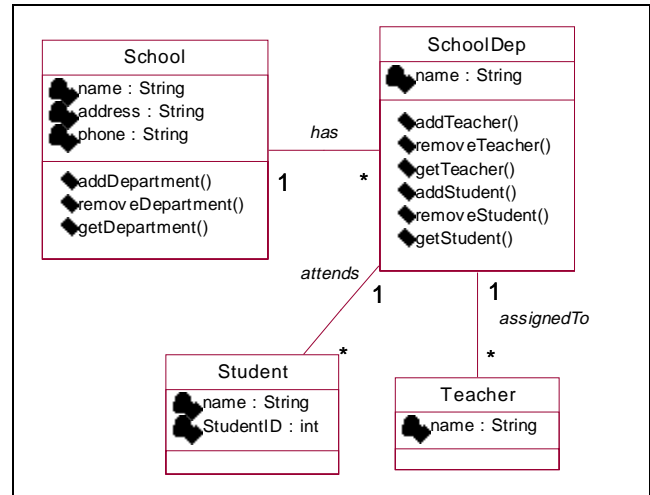 School
name : String
address : String
phone : String
addDepartment()
removeDepartment()
getDepartment()
has
1
*
SchoolDep
name : String
addTeacher()
removeTeacher()
getTeacher()
addStudent()
removeStudent()
getStudent()
attends
1
*
1
assignedTo
*
Student
name : String
StudentID : int
Teacher
name : String